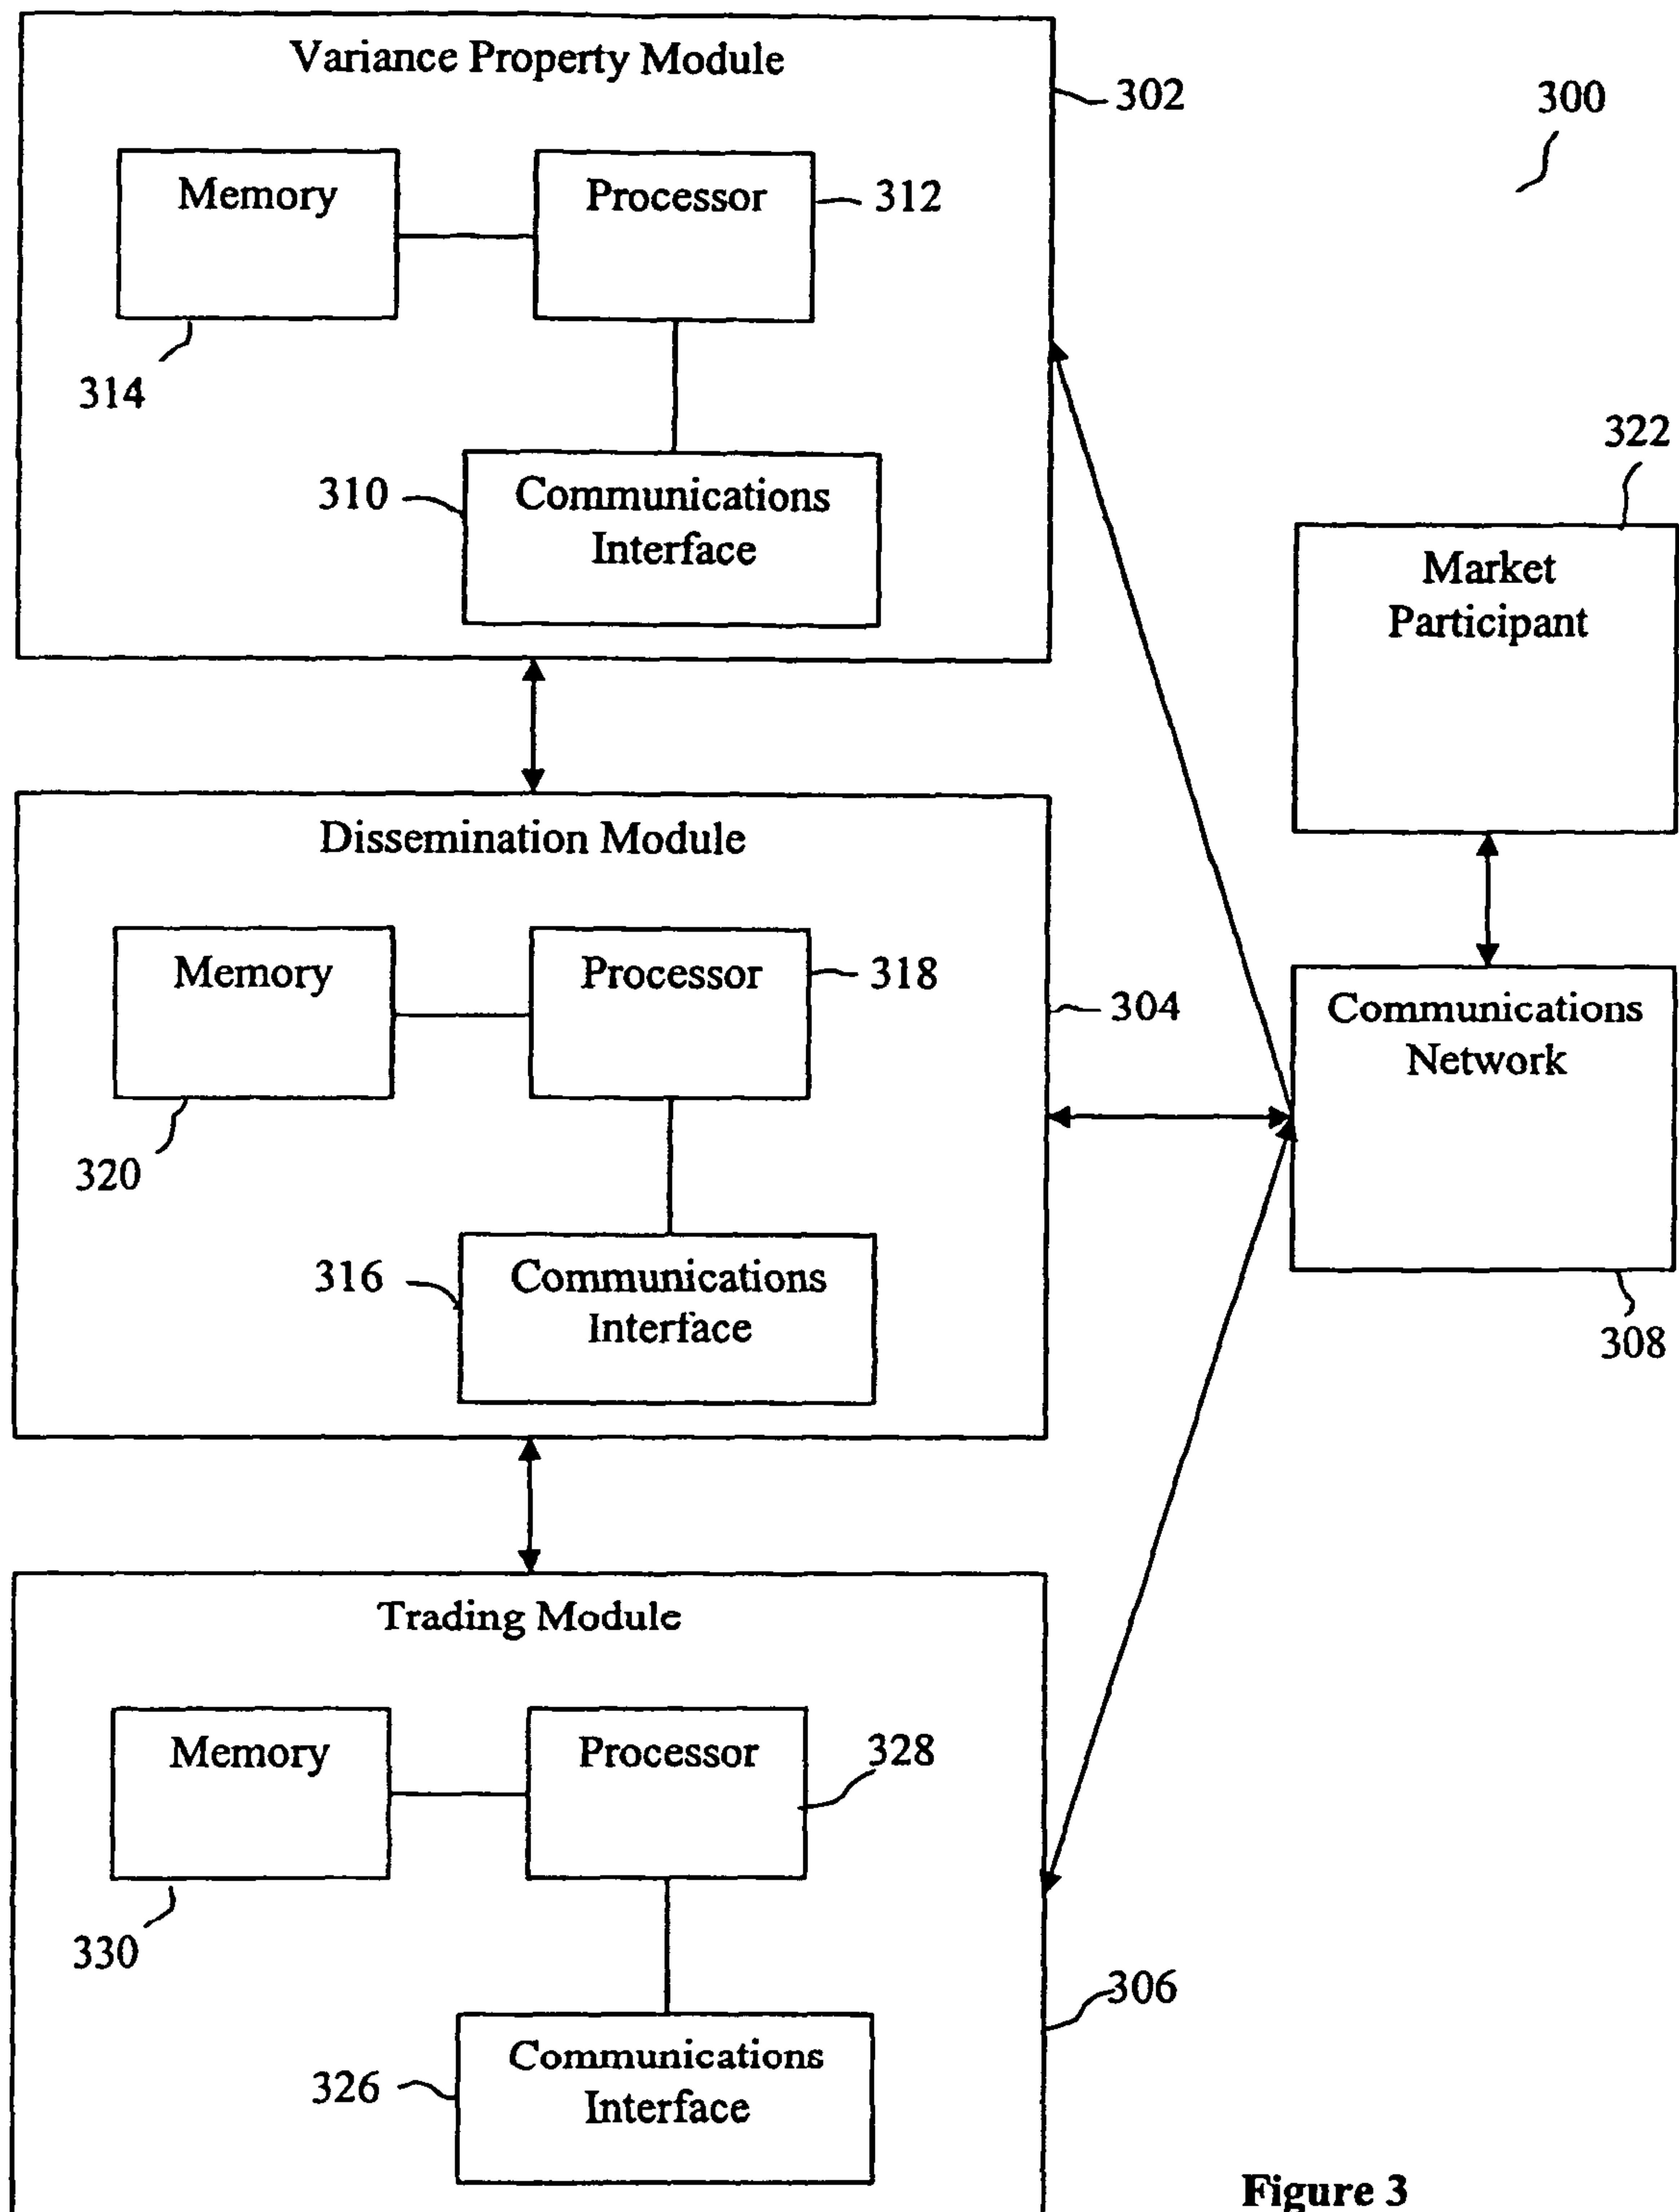 Variance Property Module
302
300
Memory
Processor
312
314
310
Communications
Interface
322
Market
Participant
Dissemination Module
Memory
Processor
318
304
Communications
Network
320
316
Communications
Interface
308
Trading Module
Memory
Processor
328
330
306
326
Communications
Interface
Figure 3